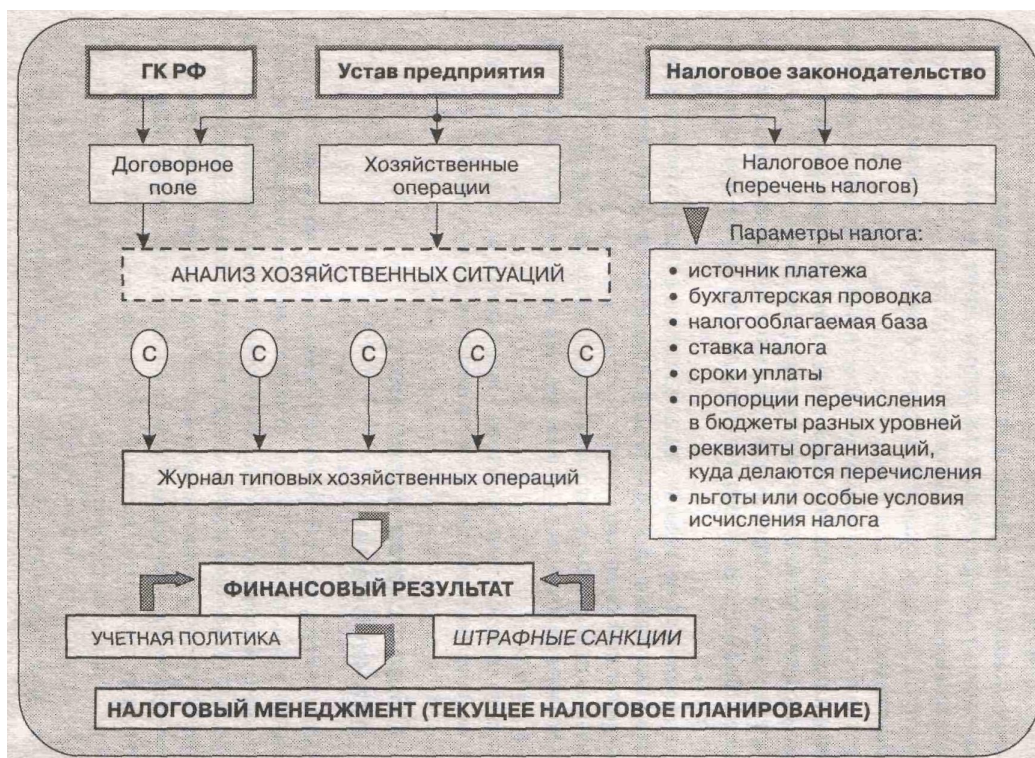 ГК РФ
Устав предприятия
Налоговое законодательство
Договорное
поле
Хозяйственные
операции
Налоговое поле
(перечень налогов)
Параметры налога:
АНАЛИЗ ХОЗЯЙСТВЕННЫХ СИТУАЦИЙ
• источник платежа
• бухгалтерская проводка
• налогооблагаемая база
• ставка налога
• сроки уплаты
• пропорции перечисления
в бюджеты разных уровней
• реквизиты организаций,
куда делаются перечисления
• льготы или особые условия
исчисления налога
С С С С С
Журнал типовых хозяйственных операций
ФИНАНСОВЫЙ РЕЗУЛЬТАТ
УЧЕТНАЯ ПОЛИТИКА
ШТРАФНЫЕ САНКЦИИ
НАЛОГОВЫЙ МЕНЕДЖМЕНТ (ТЕКУЩЕЕ НАЛОГОВОЕ ПЛАНИРОВАНИЕ)